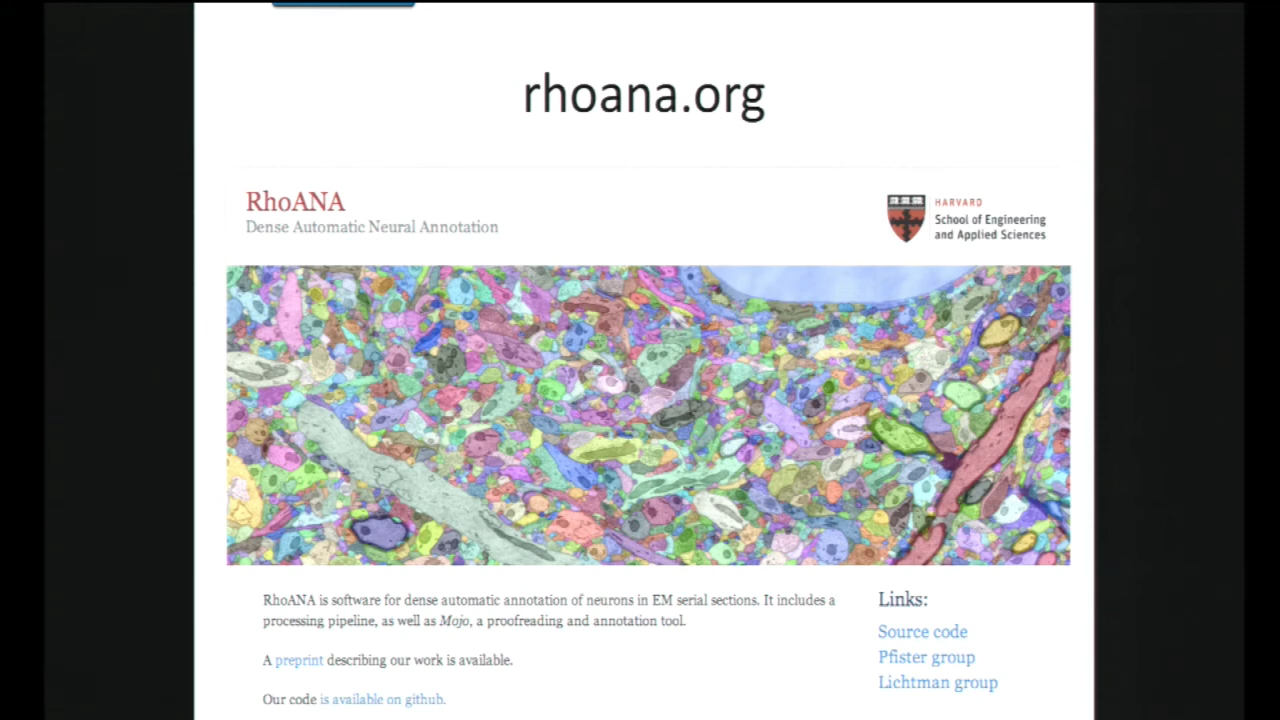 rhoana.org
RhoANA
Dense Automatic Neural Annotation
HARVARD
School of Engineering
and Applied Sciences
RhoANA is software for dense automatic annotation of neurons in EM serial sections. It includes a
processing pipeline, as well as Mojo, a proofreading and annotation tool.
A preprint describing our work is available.
Our code is available on github.
Links:
Source code
Pfister group
Lichtman group